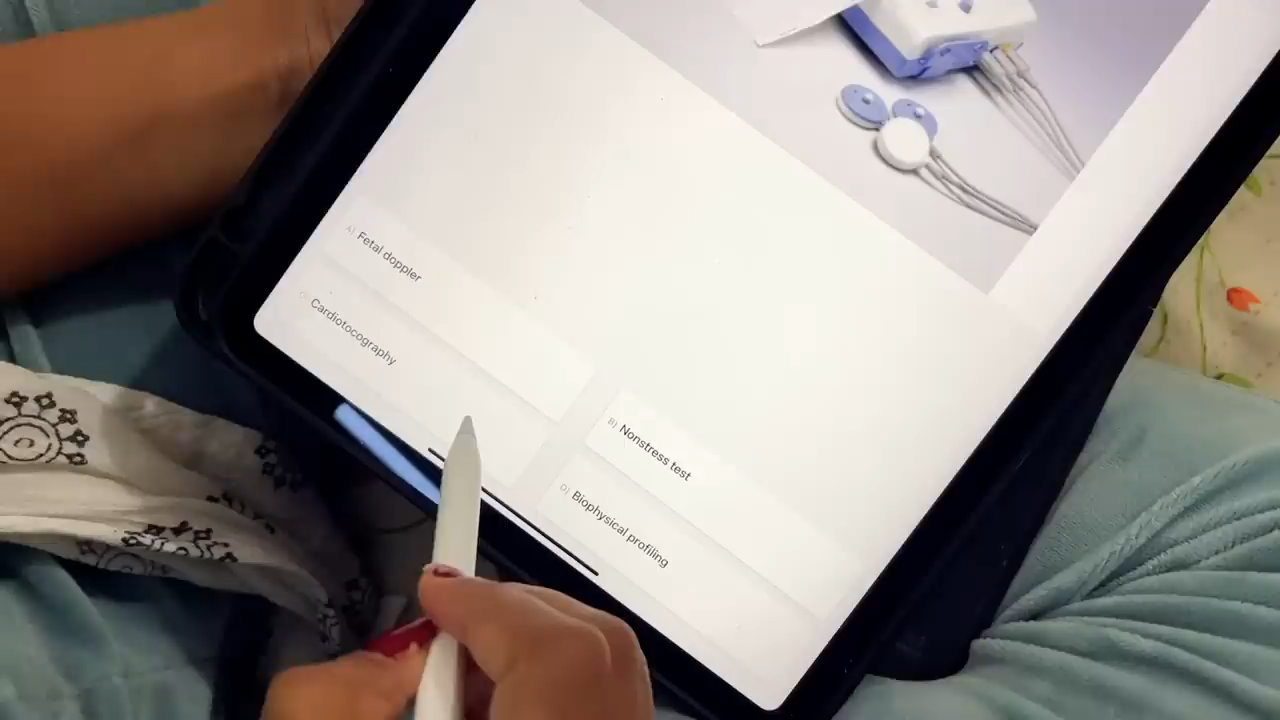 A) Fetal doppler
B) Nonstress test
C) Cardiotocography
D) Biophysical profiling